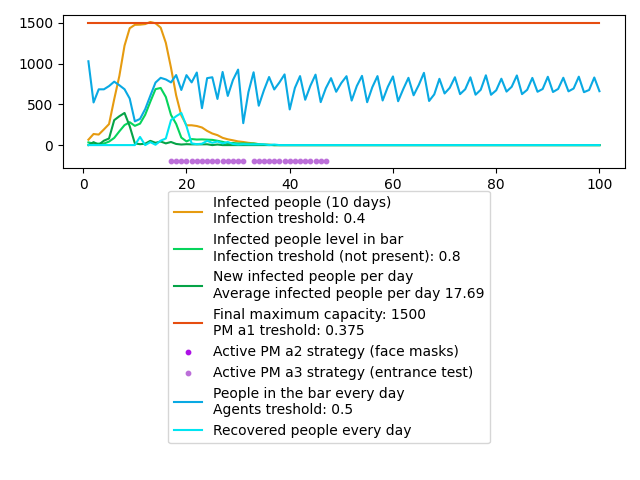 1500
1000
500
0
0 20 40 60 80 100
Infected people (10 days)
Infection treshold: 0.4
Infected people level in bar
Infection treshold (not present): 0.8
New infected people per day
Average infected people per day 17.69
Final maximum capacity: 1500
PM a1 treshold: 0.375
Active PM a2 strategy (face masks)
Active PM a3 strategy (entrance test)
People in the bar every day
Agents treshold: 0.5
Recovered people every day